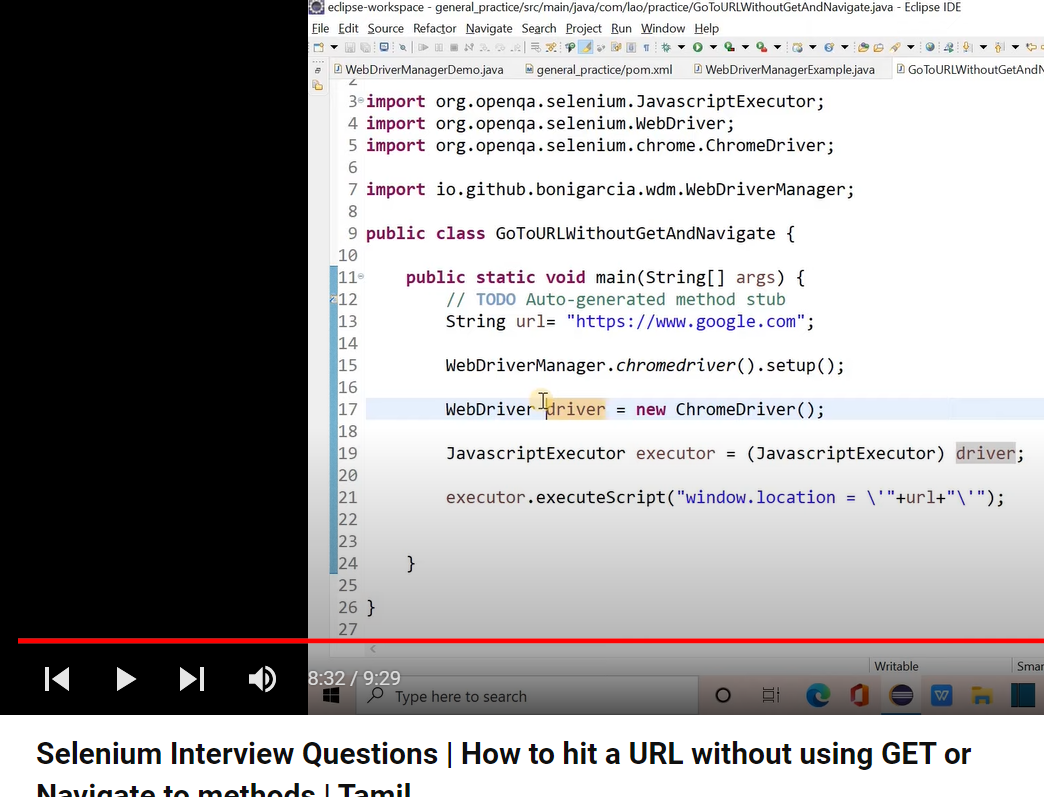 eclipse-workspace - general_practice/src/main/java/com/lao/practice/GoToURLWithoutGetAndNavigate.java - Eclipse IDE
File Edit Source Refactor Navigate Search Project Run Window Help
WebDriverManagerDemo.java general_practice/pom.xml WebDriverManagerExample.java GoToURLWithoutGetAndN
2
3 import org.openqa.selenium.JavascriptExecutor;
4 import org.openqa.selenium.WebDriver;
5 import org.openqa.selenium.chrome.ChromeDriver;
6
7 import io.github.bonigarcia.wdm.WebDriverManager;
8
9 public class GoToURLWithoutGetAndNavigate {
10
11 public static void main(String[] args) {
12 // TODO Auto-generated method stub
13 String url= "https://www.google.com";
14
15 WebDriverManager.chromedriver().setup();
16
17 WebDriver driver = new ChromeDriver();
18
19 JavascriptExecutor executor = (JavascriptExecutor) driver;
20
21 executor.executeScript("window.location = \'"+url+"\'");
22
23
24 }
25
26 }
27
Writable Smar
8:32 / 9:29
Type here to search
Selenium Interview Questions | How to hit a URL without using GET or
Navigate to methods | Tamil